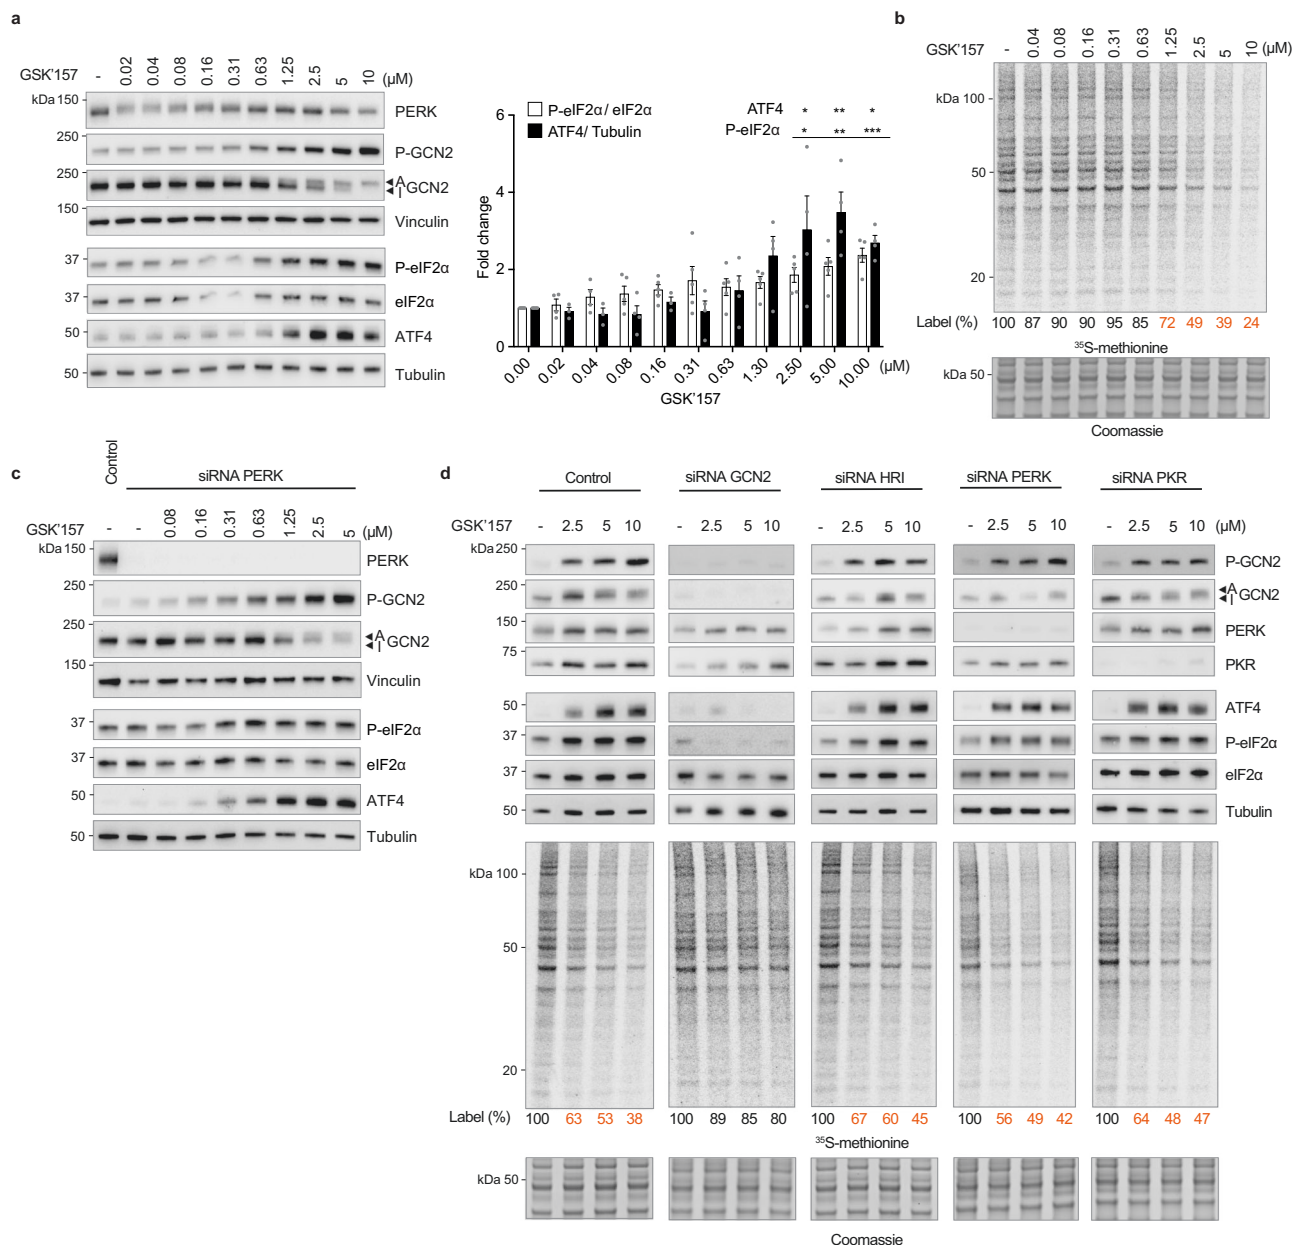 a
GSK'157 - 0.02 0.04 0.08 0.16 0.31 0.63 1.25 2.5 5 10 (μM)
kDa 150 PERK
250 P-GCN2
250 A I GCN2
150 Vinculin
37 P-eIF2α
37 eIF2α
50 ATF4
50 Tubulin
P-eIF2α/ eIF2α
ATF4/ Tubulin
ATF4 * ** *
P-eIF2α * ** ***
Fold change
6
4
2
0
0.00 0.02 0.04 0.08 0.16 0.31 0.63 1.30 2.50 5.00 10.00 (μM)
GSK'157
b
GSK'157 - 0.04 0.08 0.16 0.31 0.63 1.25 2.5 5 10 (μM)
kDa 100
50
20
Label (%) 100 87 90 90 95 85 72 49 39 24
³⁵S-methionine
kDa 50
Coomassie
c
Control siRNA PERK
GSK'157 - - 0.08 0.16 0.31 0.63 1.25 2.5 5 (μM)
kDa 150 PERK
250 P-GCN2
250 A I GCN2
150 Vinculin
37 P-eIF2α
37 eIF2α
50 ATF4
50 Tubulin
d
Control siRNA GCN2 siRNA HRI siRNA PERK siRNA PKR
GSK'157 - 2.5 5 10 - 2.5 5 10 - 2.5 5 10 - 2.5 5 10 - 2.5 5 10 (μM)
kDa 250 P-GCN2
250 A I GCN2
150 PERK
75 PKR
50 ATF4
37 P-eIF2α
37 eIF2α
50 Tubulin
kDa 100
50
20
Label (%) 100 63 53 38 100 89 85 80 100 67 60 45 100 56 49 42 100 64 48 47
³⁵S-methionine
kDa 50
Coomassie